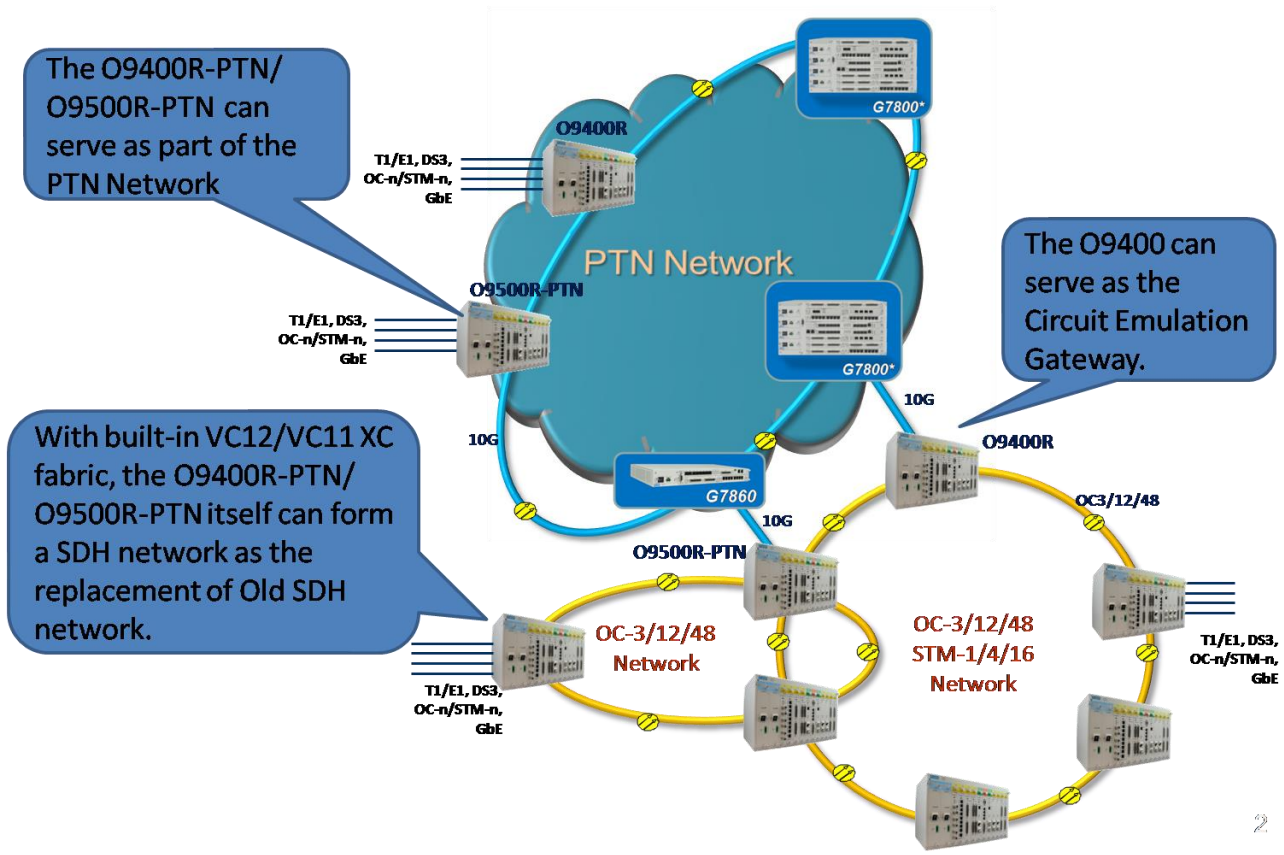 The O9400R-PTN/
O9500R-PTN can
serve as part of the
PTN Network
G7800*
O9400R
T1/E1, DS3,
OC-n/STM-n,
GbE
PTN Network
The O9400 can
serve as the
Circuit Emulation
Gateway.
O9500R-PTN
T1/E1, DS3,
OC-n/STM-n,
GbE
G7800*
10G
O9400R
With built-in VC12/VC11 XC
fabric, the O9400R-PTN/
O9500R-PTN itself can form
a SDH network as the
replacement of Old SDH
network.
10G
G7860
10G
OC3/12/48
O9500R-PTN
OC-3/12/48
Network
OC-3/12/48
STM-1/4/16
Network
T1/E1, DS3,
OC-n/STM-n,
GbE
T1/E1, DS3,
OC-n/STM-n,
GbE
2